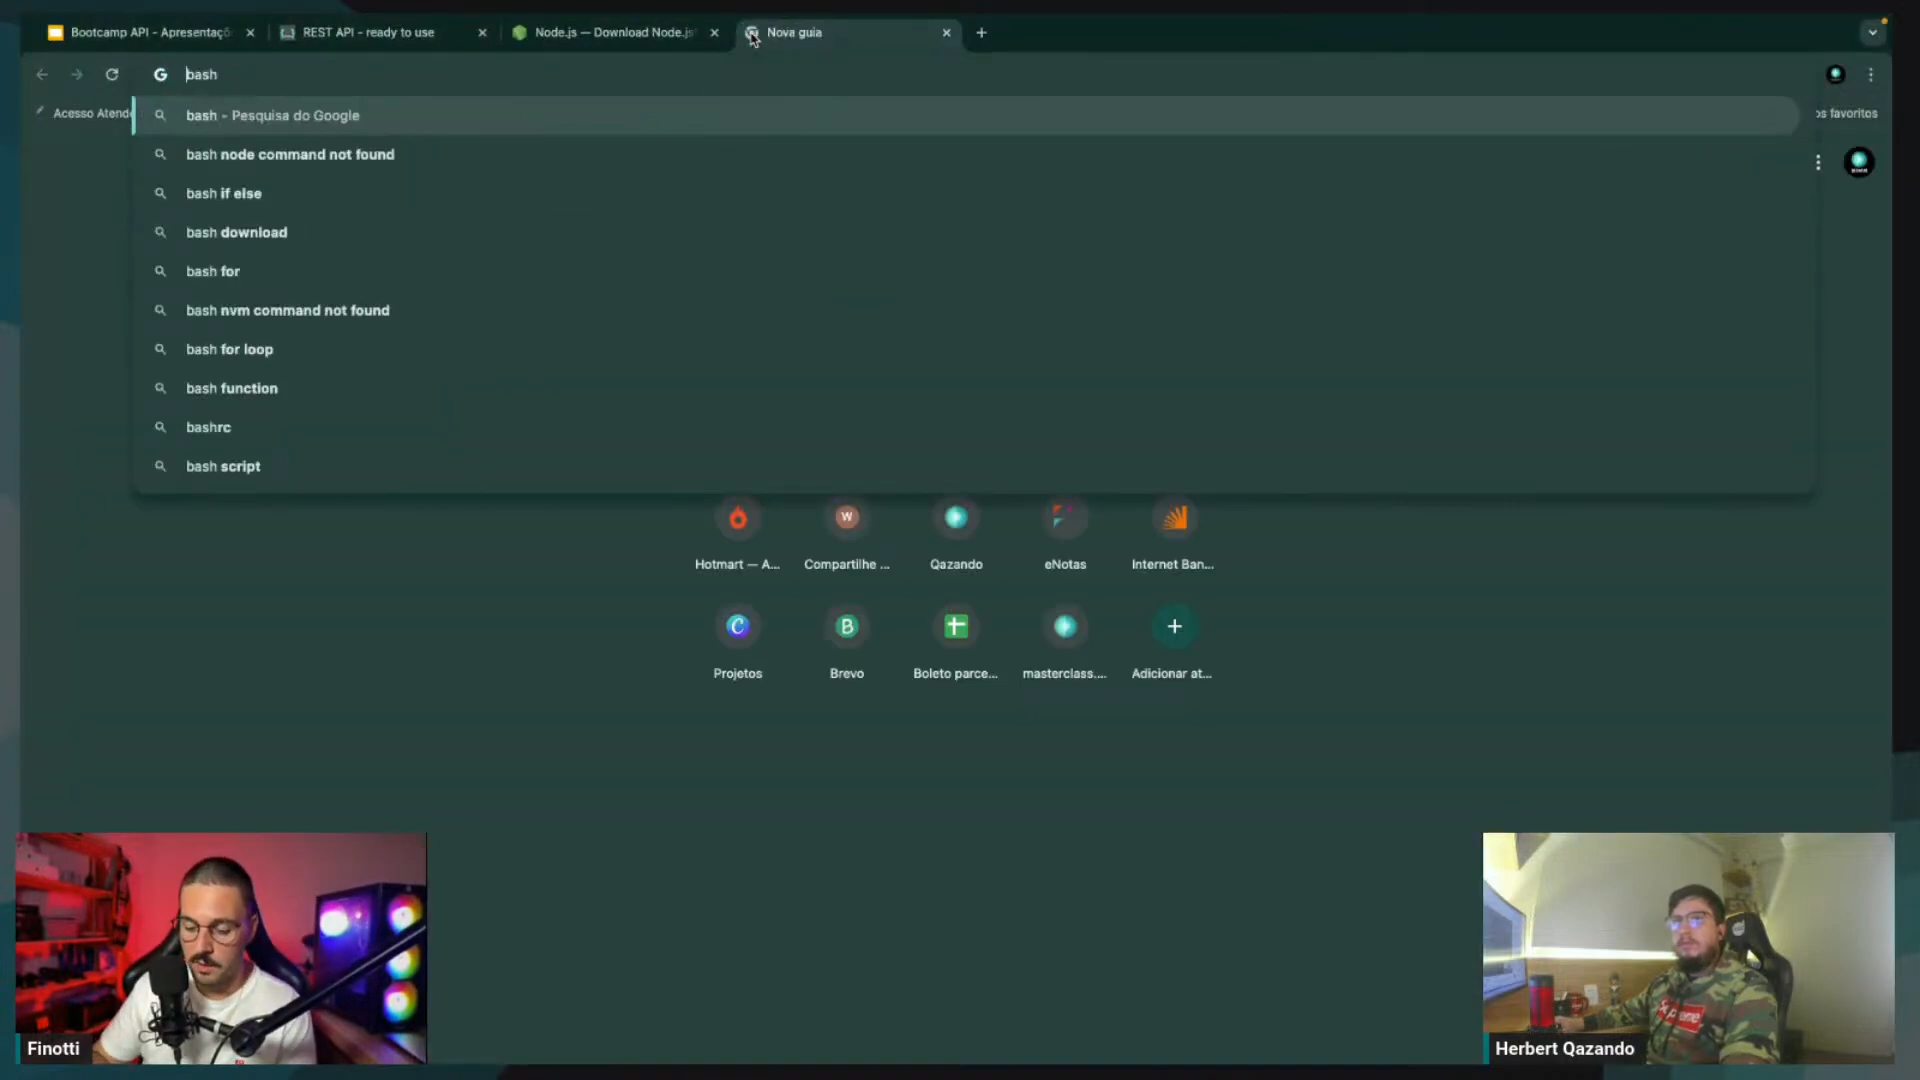 Bootcamp API - Apresentaçõ
REST API - ready to use
Node.js — Download Node.js
Nova guia
bash
Acesso Atend
os favoritos
bash - Pesquisa do Google
bash node command not found
bash if else
bash download
bash for
bash nvm command not found
bash for loop
bash function
bashrc
bash script
W
Hotmart — A...
Compartilhe ...
Qazando
eNotas
Internet Ban...
B
Projetos
Brevo
Boleto parce...
masterclass....
Adicionar at...
Supreme
Finotti
Herbert Qazando